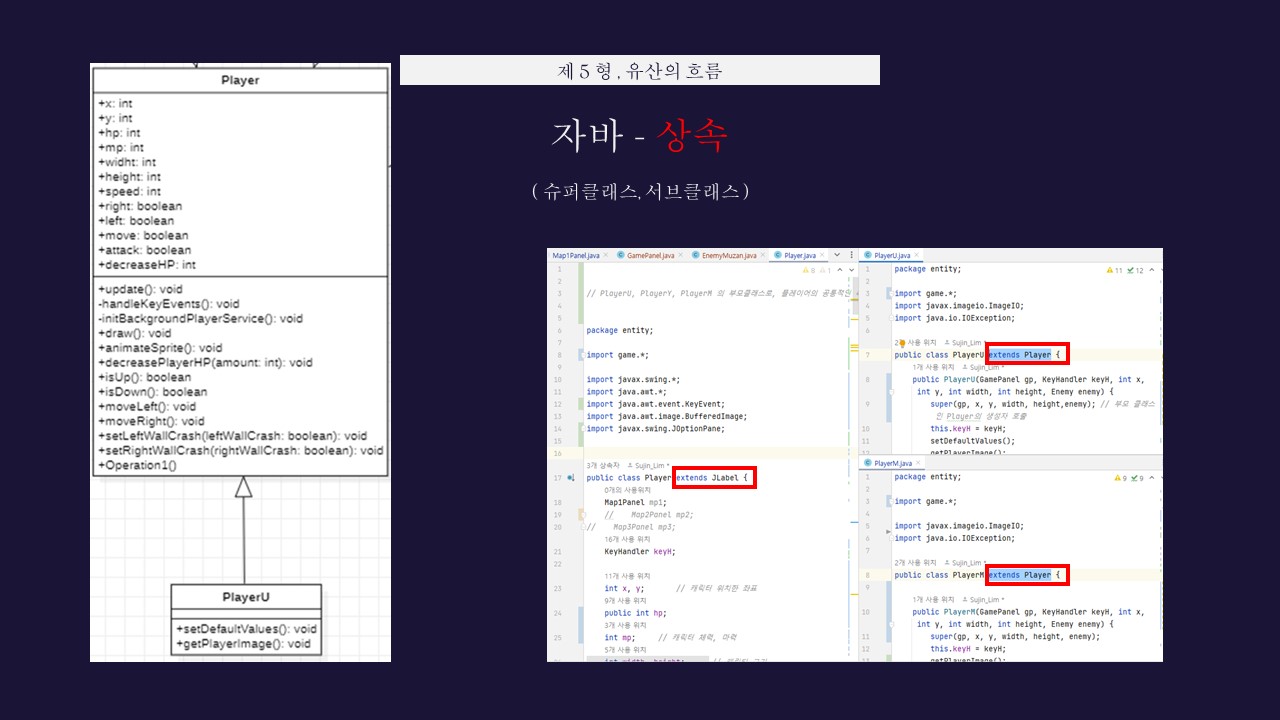 제 5 형 , 유산의 흐름
자바 - 상속
( 슈퍼클래스, 서브클래스 )
Player
+x: int
+y: int
+hp: int
+mp: int
+widht: int
+height: int
+speed: int
+right: boolean
+left: boolean
+move: boolean
+attack: boolean
+decreaseHP: int
+update(): void
-handleKeyEvents(): void
-initBackgroundPlayerService(): void
+draw(): void
+animateSprite(): void
+decreasePlayerHP(amount: int): void
+isUp(): boolean
+isDown(): boolean
+moveLeft(): void
+moveRight(): void
+setLeftWallCrash(leftWallCrash: boolean): void
+setRightWallCrash(rightWallCrash: boolean): void
+Operation1()
PlayerU
+setDefaultValues(): void
+getPlayerImage(): void
Map1Panel.java GamePanel.java EnemyMuzan.java Player.java
1
2
3 // PlayerU, PlayerY, PlayerM 의 부모클래스로, 플레이어의 공통적인
4
5
6 package entity;
7
8 import game.*;
9
10 import javax.swing.*;
11 import java.awt.*;
12 import java.awt.event.KeyEvent;
13 import java.awt.image.BufferedImage;
14 import javax.swing.JOptionPane;
15
16
3개 상속자 Sujin_Lim *
17 public class Player extends JLabel {
0개의 사용위치
18 Map1Panel mp1;
19 // Map2Panel mp2;
20 // Map3Panel mp3;
16개 사용 위치
21 KeyHandler keyH;
22
11개 사용 위치
23 int x, y; // 캐릭터 위치한 좌표
9개 사용 위치
24 public int hp;
3개 사용 위치
25 int mp; // 캐릭터 체력, 마력
5개 사용 위치
PlayerU.java
1 package entity;
11 12
2
3 import game.*;
4 import javax.imageio.ImageIO;
5 import java.io.IOException;
6
사용 위치 Sujin_Lim *
7 public class PlayerU extends Player {
1개 사용 위치 Sujin_Lim *
8 public PlayerU(GamePanel gp, KeyHandler keyH, int x,
int y, int width, int height, Enemy enemy) {
9 super(gp, x, y, width, height,enemy); // 부모 클래스
인 Player의 생성자 호출
10 this.keyH = keyH;
11 setDefaultValues();
getPlayerImage();
PlayerM.java
1 package entity;
9 9
2
3 import game.*;
4
5 import javax.imageio.ImageIO;
6 import java.io.IOException;
7
2개 사용 위치 Sujin_Lim *
8 public class PlayerM extends Player {
9
1개 사용 위치 Sujin_Lim *
10 public PlayerM(GamePanel gp, KeyHandler keyH, int x,
int y, int width, int height, Enemy enemy) {
11 super(gp, x, y, width, height, enemy);
12 this.keyH = keyH;
getPlayerImage();